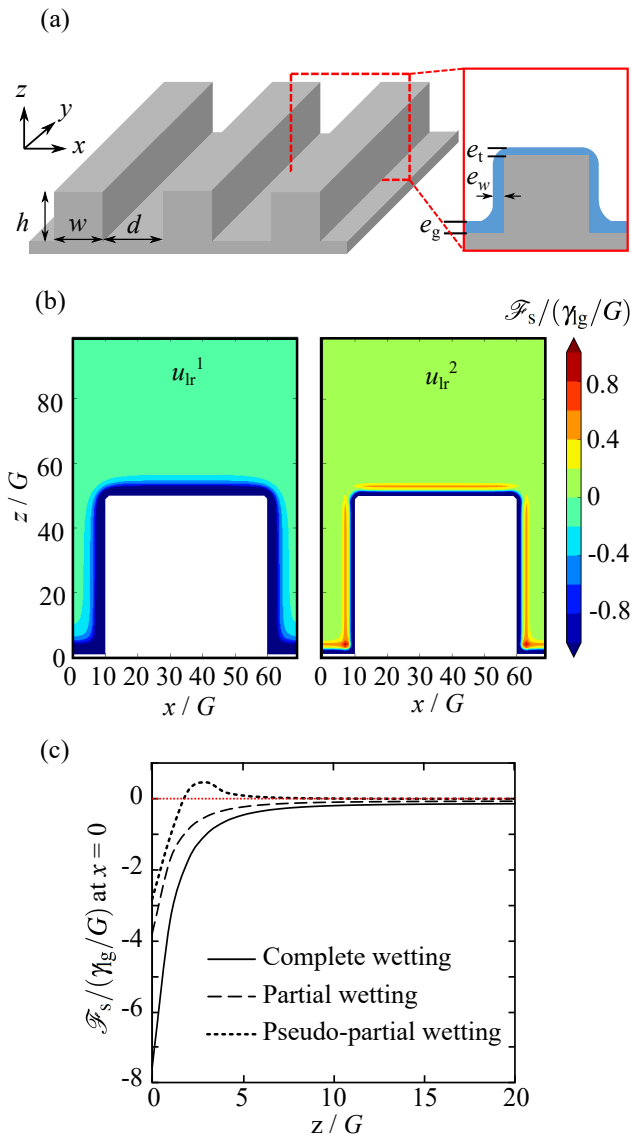 (a)
z
y
x
h
w
d
e_t
e_w
e_g
(b)
ℱ_s/(γ_lg/G)
u_lr^1
u_lr^2
z / G
80
60
40
20
0
0 10 20 30 40 50 60
0 10 20 30 40 50 60
x / G
x / G
0.8
0.4
0
-0.4
-0.8
(c)
ℱ_s/(γ_lg/G) at x = 0
0
-2
-4
-6
-8
Complete wetting
Partial wetting
Pseudo-partial wetting
0 5 10 15 20
z / G